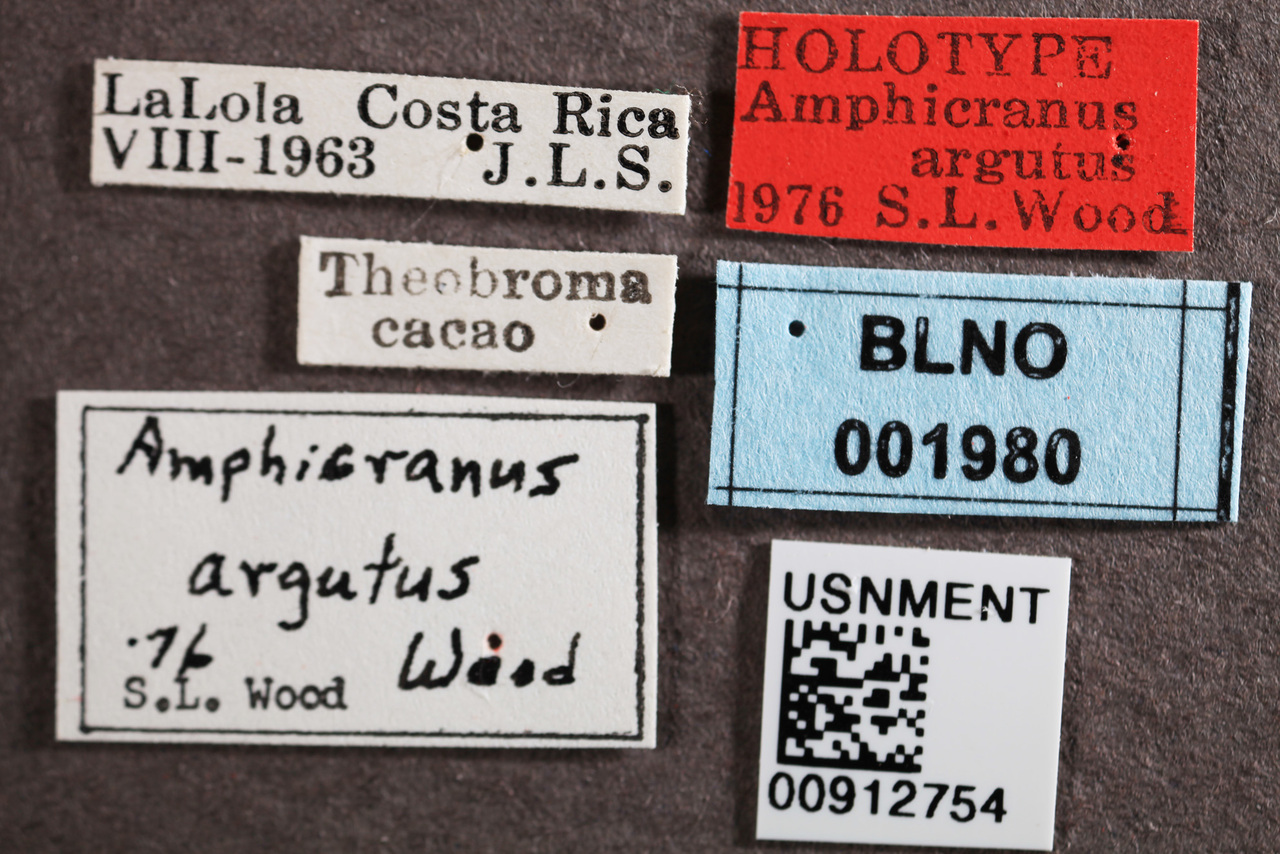 LaLola Costa Rica
VIII-1963 J.L.S.
Theobroma
cacao
Amphicranus
argutus
'76 Wood
S.L. Wood
HOLOTYPE
Amphicranus
argutus
1976 S.L. Wood
BLNO
001980
USNMENT
00912754